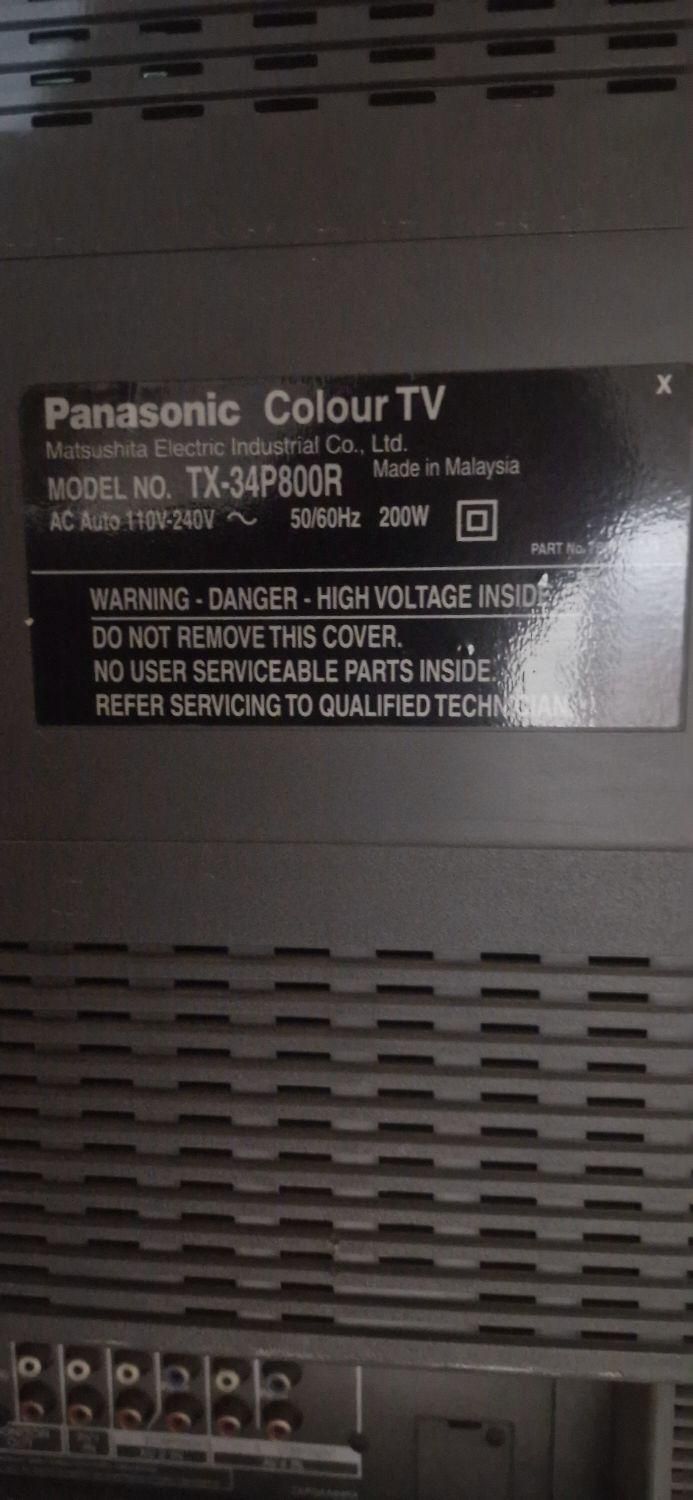 X
Panasonic Colour TV
Matsushita Electric Industrial Co., Ltd.
MODEL NO. TX-34P800R Made in Malaysia
AC Auto 110V-240V ~ 50/60Hz 200W
PART No.
WARNING - DANGER - HIGH VOLTAGE INSIDE
DO NOT REMOVE THIS COVER.
NO USER SERVICEABLE PARTS INSIDE.
REFER SERVICING TO QUALIFIED TECHNICIAN